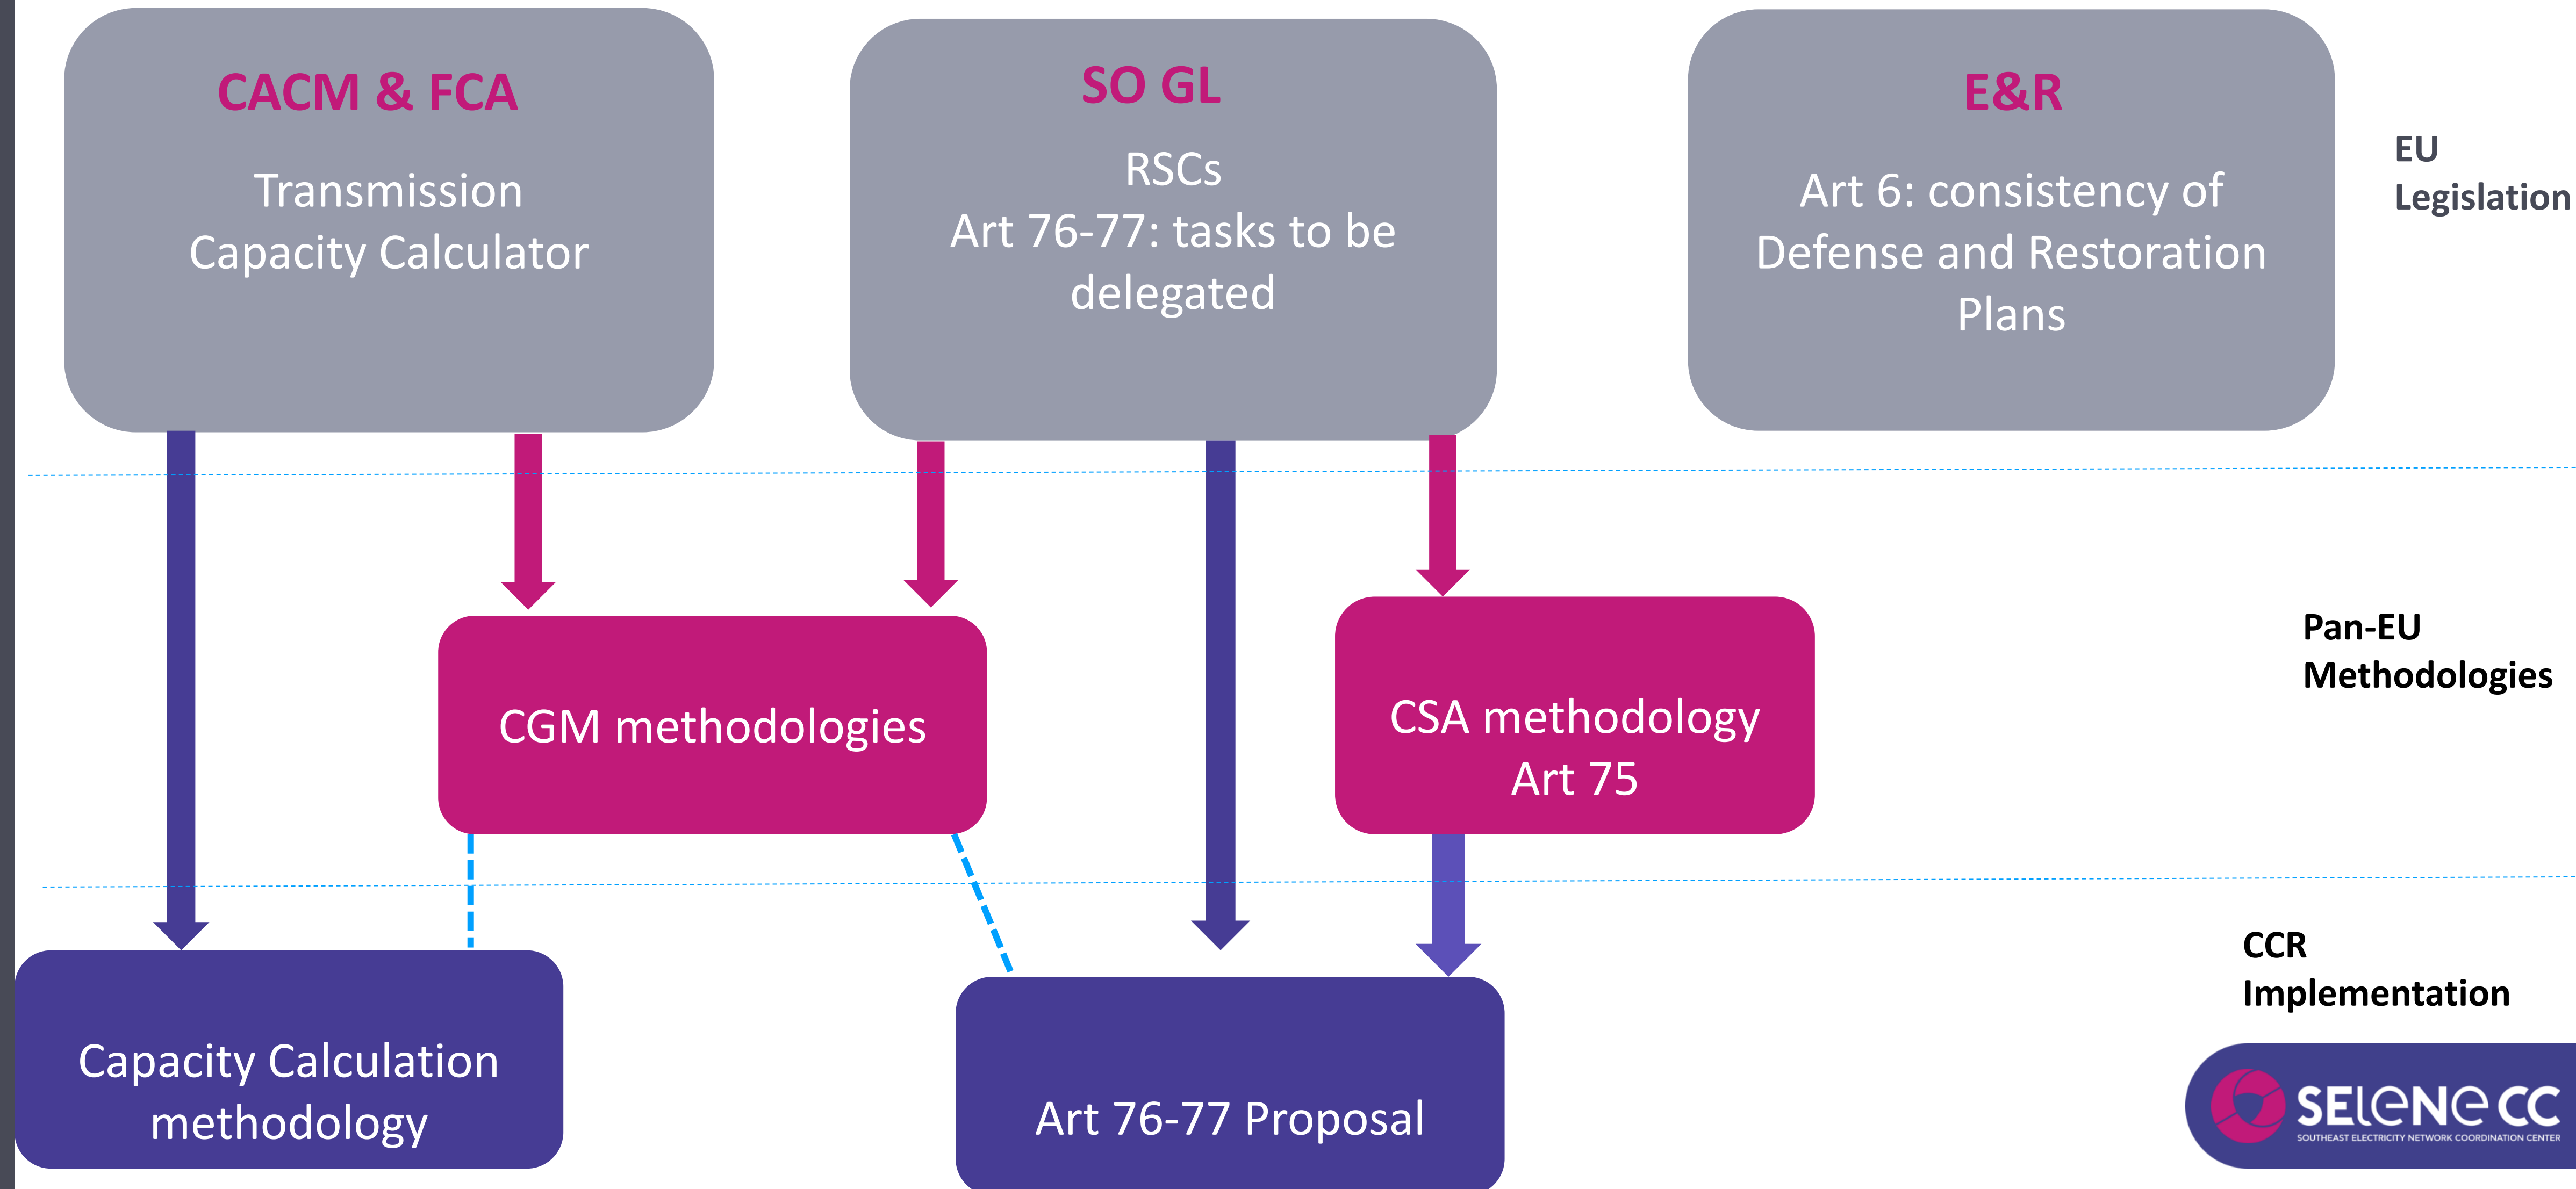 CACM & FCA
Transmission
Capacity Calculator
SO GL
RSCs
Art 76-77: tasks to be
delegated
E&R
Art 6: consistency of
Defense and Restoration
Plans
EU
Legislation
CGM methodologies
CSA methodology
Art 75
Pan-EU
Methodologies
Capacity Calculation
methodology
Art 76-77 Proposal
CCR
Implementation
SELENE CC
SOUTHEAST ELECTRICITY NETWORK COORDINATION CENTER